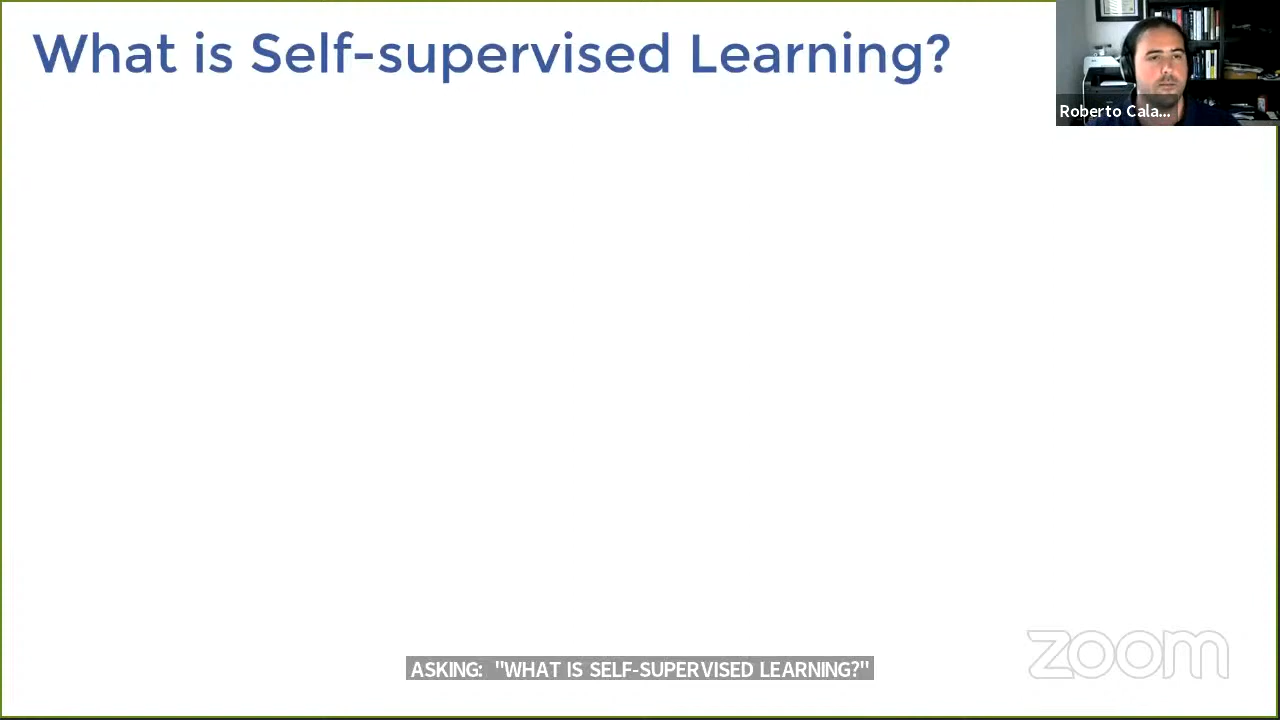 What is Self-supervised Learning?
Roberto Cala...
ASKING: "WHAT IS SELF-SUPERVISED LEARNING?"
zoom